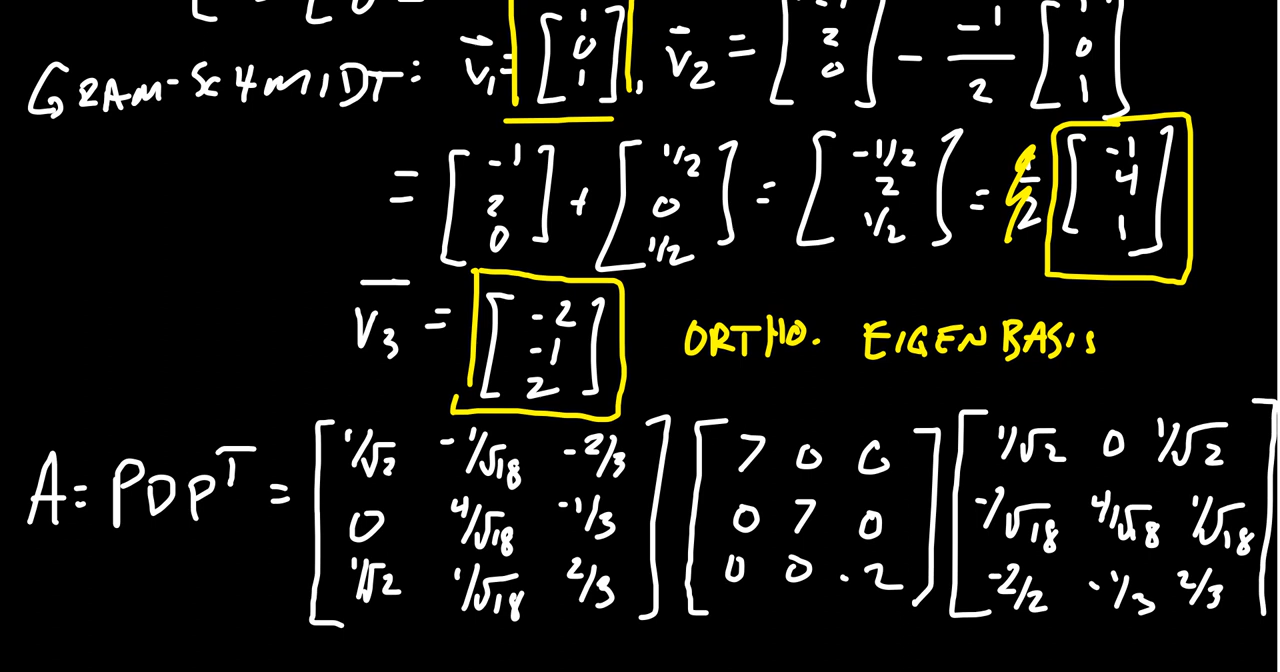 GRAM-SCHMIDT: v₁ = [1 0 1], v₂ = [-1 2 0] - -1/2 [1 0 1]
= [-1 2 0] + [1/2 0 1/2] = [-1/2 2 1/2] = 1/2 [-1 4 1]
v₃ = [-2 -1 2] ORTHO. EIGENBASIS
A = PDPᵀ = [1/√2 -1/√18 -2/3] [7 0 0] [1/√2 0 1/√2]
[0 4/√18 -1/3] [0 7 0] [-1/√18 4/√18 1/√18]
[1/√2 1/√18 2/3] [0 0 -2] [-2/2 -1/3 2/3]